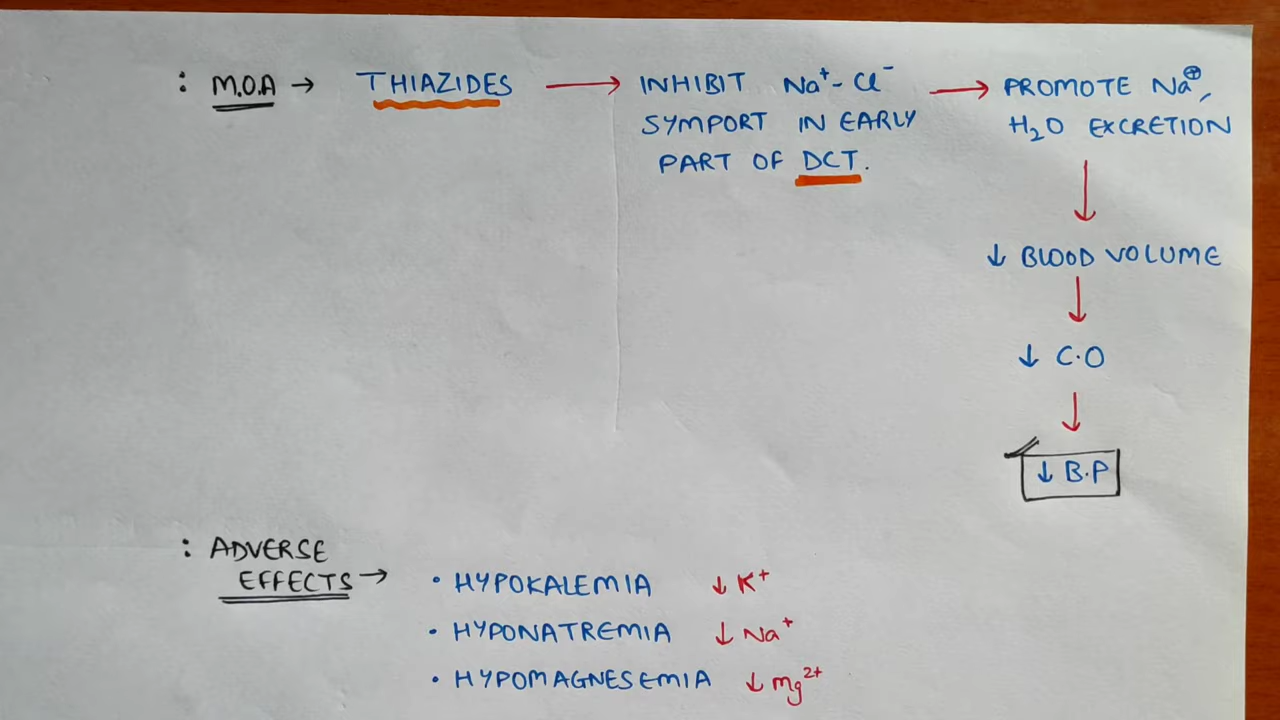 : M.O.A → THIAZIDES → INHIBIT Na⁺- Cl⁻ → PROMOTE Na⊕,
SYMPORT IN EARLY H₂O EXCRETION
PART OF DCT.
↓ BLOOD VOLUME
↓ C.O
↓ B.P
: ADVERSE
EFFECTS →
• HYPOKALEMIA ↓ K⁺
• HYPONATREMIA ↓ Na⁺
• HYPOMAGNESEMIA ↓ Mg²⁺